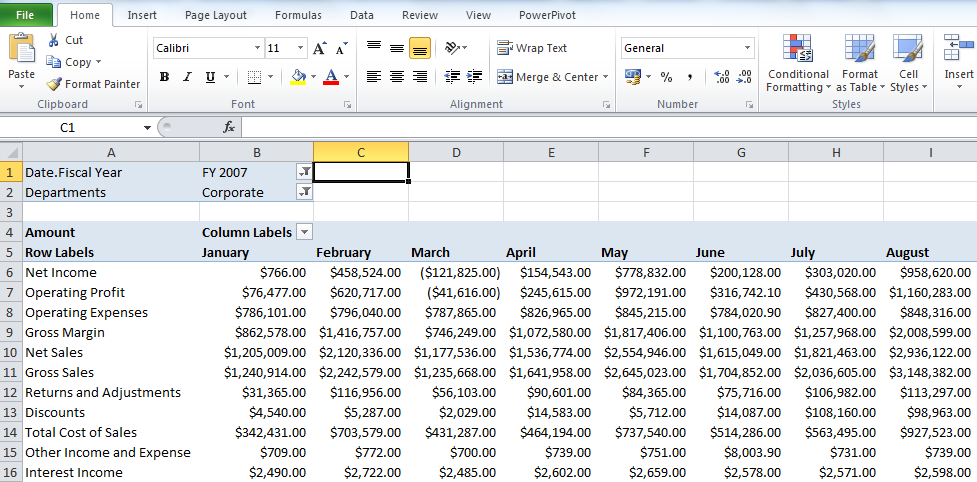 File Home Insert Page Layout Formulas Data Review View PowerPivot
Cut
Copy
Format Painter
Paste
Clipboard
Calibri 11 A A
B I U A
Font
Wrap Text
Merge & Center
Alignment
General
% , .00 .0 .00
Number
Conditional Formatting
Format as Table
Cell Styles
Styles
Insert
C1 fx
A B C D E F G H I
1 Date.Fiscal Year FY 2007
2 Departments Corporate
3
4 Amount Column Labels
5 Row Labels January February March April May June July August
6 Net Income $766.00 $458,524.00 ($121,825.00) $154,543.00 $778,832.00 $200,128.00 $303,020.00 $958,620.00
7 Operating Profit $76,477.00 $620,717.00 ($41,616.00) $245,615.00 $972,191.00 $316,742.10 $430,568.00 $1,160,283.00
8 Operating Expenses $786,101.00 $796,040.00 $787,865.00 $826,965.00 $845,215.00 $784,020.90 $827,400.00 $848,316.00
9 Gross Margin $862,578.00 $1,416,757.00 $746,249.00 $1,072,580.00 $1,817,406.00 $1,100,763.00 $1,257,968.00 $2,008,599.00
10 Net Sales $1,205,009.00 $2,120,336.00 $1,177,536.00 $1,536,774.00 $2,554,946.00 $1,615,049.00 $1,821,463.00 $2,936,122.00
11 Gross Sales $1,240,914.00 $2,242,579.00 $1,235,668.00 $1,641,958.00 $2,645,023.00 $1,704,852.00 $2,036,605.00 $3,148,382.00
12 Returns and Adjustments $31,365.00 $116,956.00 $56,103.00 $90,601.00 $84,365.00 $75,716.00 $106,982.00 $113,297.00
13 Discounts $4,540.00 $5,287.00 $2,029.00 $14,583.00 $5,712.00 $14,087.00 $108,160.00 $98,963.00
14 Total Cost of Sales $342,431.00 $703,579.00 $431,287.00 $464,194.00 $737,540.00 $514,286.00 $563,495.00 $927,523.00
15 Other Income and Expense $709.00 $772.00 $700.00 $739.00 $751.00 $8,003.90 $731.00 $739.00
16 Interest Income $2,490.00 $2,722.00 $2,485.00 $2,602.00 $2,659.00 $2,578.00 $2,571.00 $2,598.00